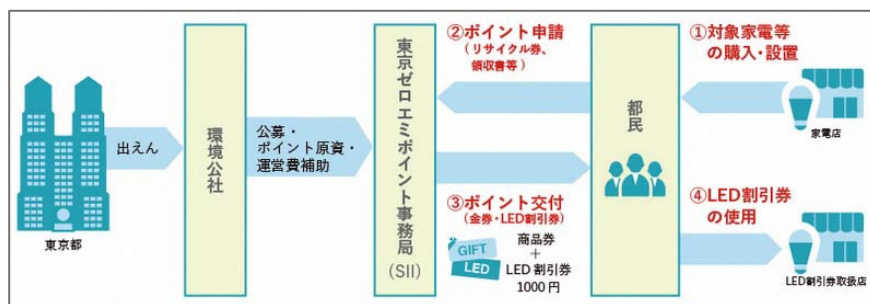 東京都
出えん
環境公社
公募・
ポイント原資・
運営費補助
東京ゼロエミポイント事務局
(SII)
②ポイント申請
(リサイクル券、
領収書等)
③ポイント交付
(金券・LED割引券)
GIFT
LED
商品券
+
LED割引券
1000円
都民
①対象家電等
の購入・設置
家電店
④LED割引券
の使用
LED割引券取扱店